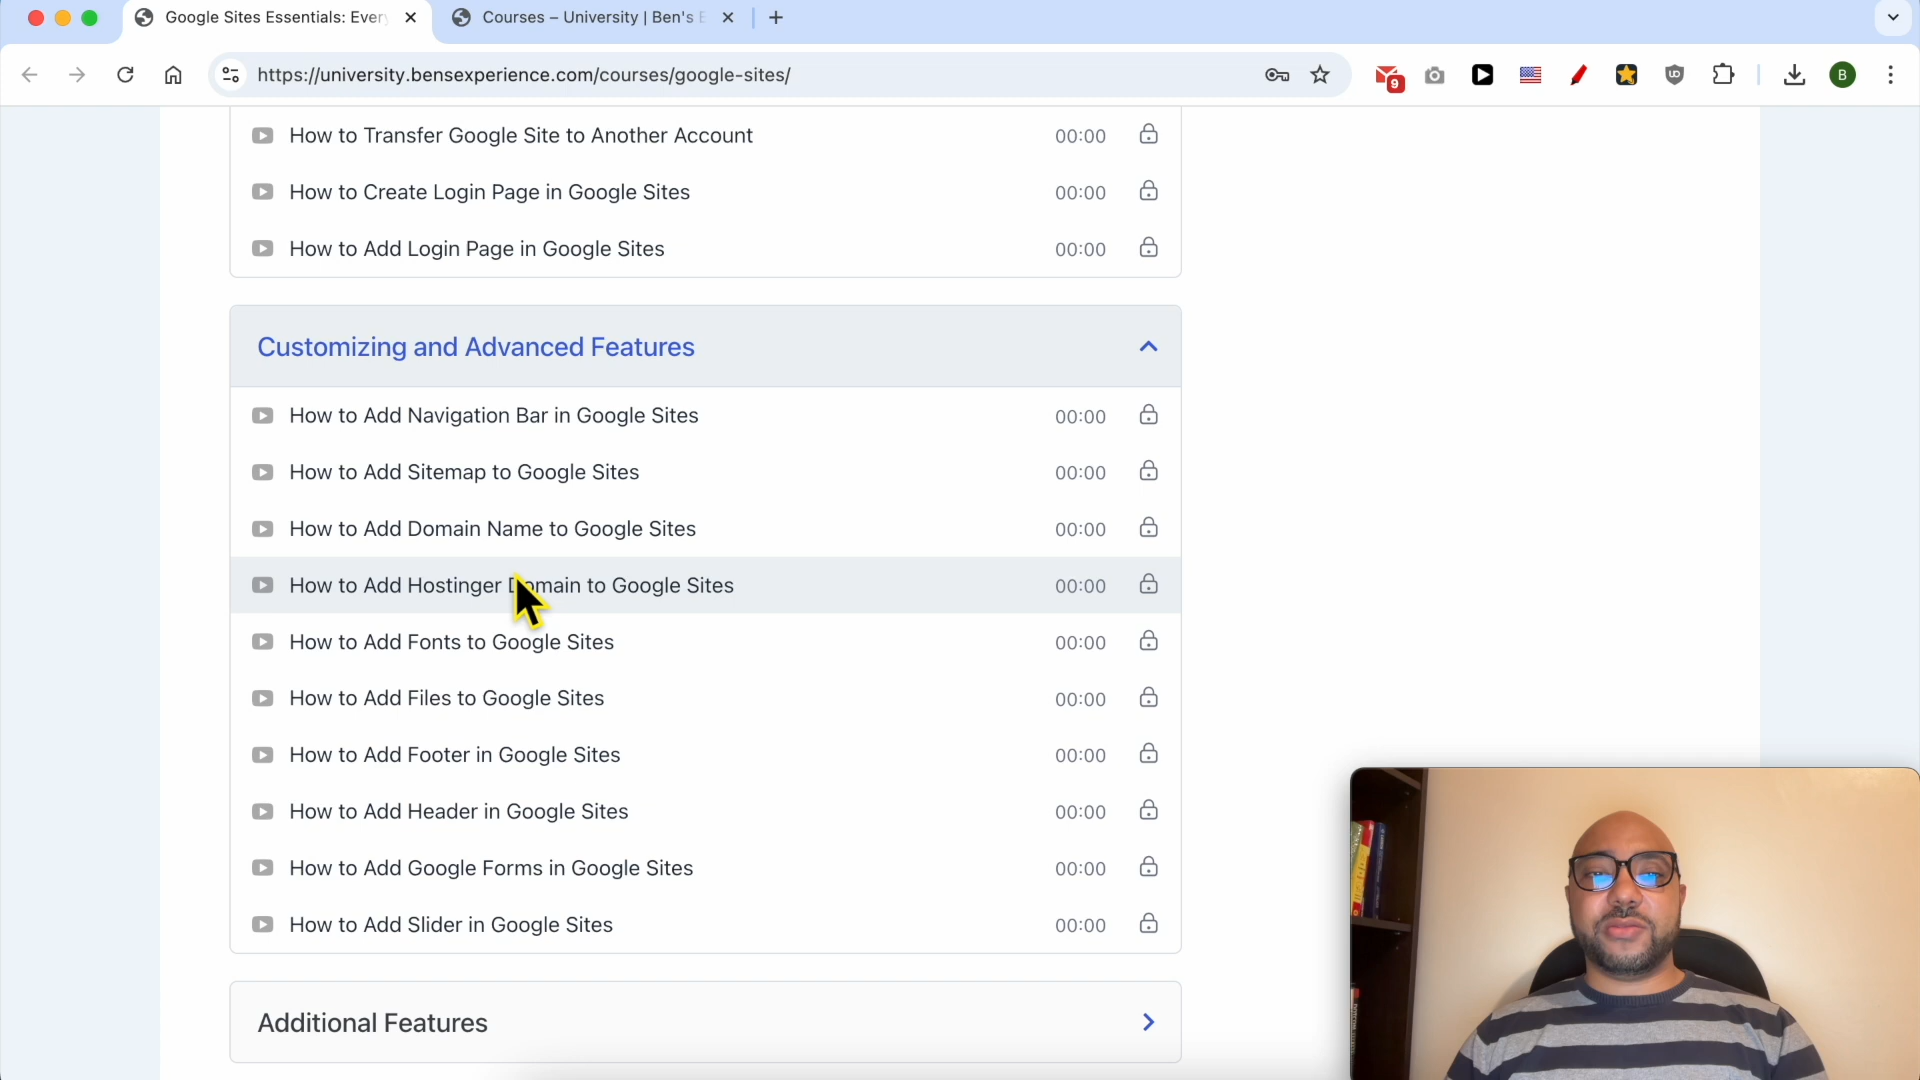 Google Sites Essentials: Ever
Courses – University | Ben's E
https://university.bensexperience.com/courses/google-sites/
9
B
How to Transfer Google Site to Another Account 00:00
How to Create Login Page in Google Sites 00:00
How to Add Login Page in Google Sites 00:00
Customizing and Advanced Features
How to Add Navigation Bar in Google Sites 00:00
How to Add Sitemap to Google Sites 00:00
How to Add Domain Name to Google Sites 00:00
How to Add Hostinger Domain to Google Sites 00:00
How to Add Fonts to Google Sites 00:00
How to Add Files to Google Sites 00:00
How to Add Footer in Google Sites 00:00
How to Add Header in Google Sites 00:00
How to Add Google Forms in Google Sites 00:00
How to Add Slider in Google Sites 00:00
Additional Features